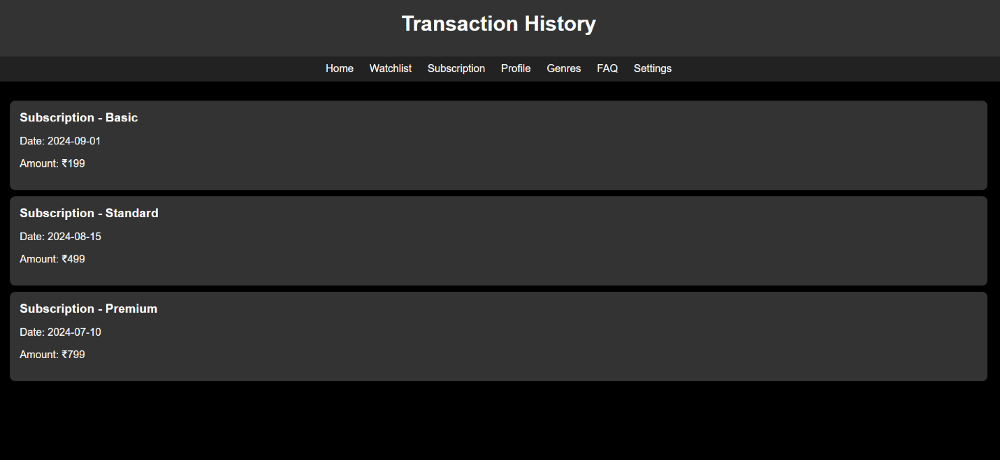 Transaction History
Home Watchlist Subscription Profile Genres FAQ Settings
Subscription - Basic
Date: 2024-09-01
Amount: ₹199
Subscription - Standard
Date: 2024-08-15
Amount: ₹499
Subscription - Premium
Date: 2024-07-10
Amount: ₹799